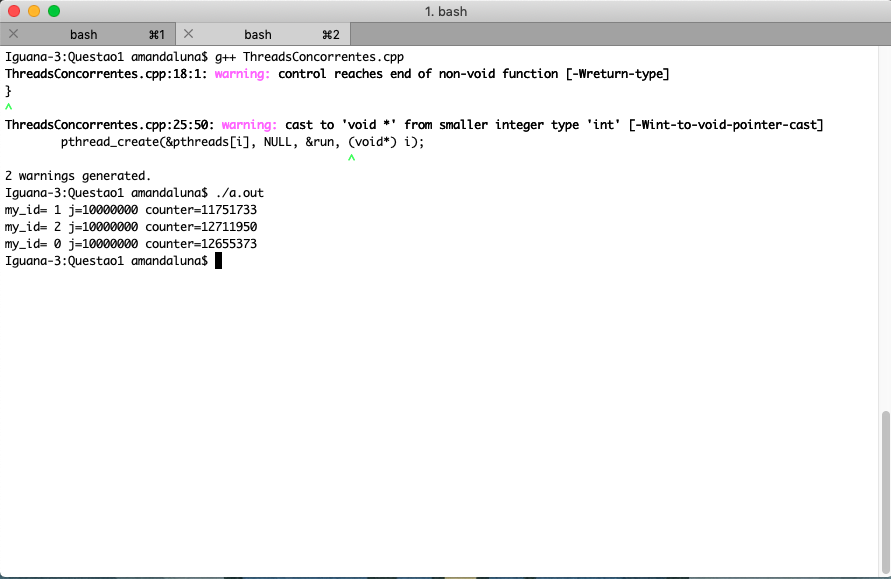 1. bash
bash ⌘1 bash ⌘2
Iguana-3:Questao1 amandaluna$ g++ ThreadsConcorrentes.cpp
ThreadsConcorrentes.cpp:18:1: warning: control reaches end of non-void function [-Wreturn-type]
}
^
ThreadsConcorrentes.cpp:25:50: warning: cast to 'void *' from smaller integer type 'int' [-Wint-to-void-pointer-cast]
        pthread_create(&pthreads[i], NULL, &run, (void*) i);
                                                 ^
2 warnings generated.
Iguana-3:Questao1 amandaluna$ ./a.out
my_id= 1 j=10000000 counter=11751733
my_id= 2 j=10000000 counter=12711950
my_id= 0 j=10000000 counter=12655373
Iguana-3:Questao1 amandaluna$